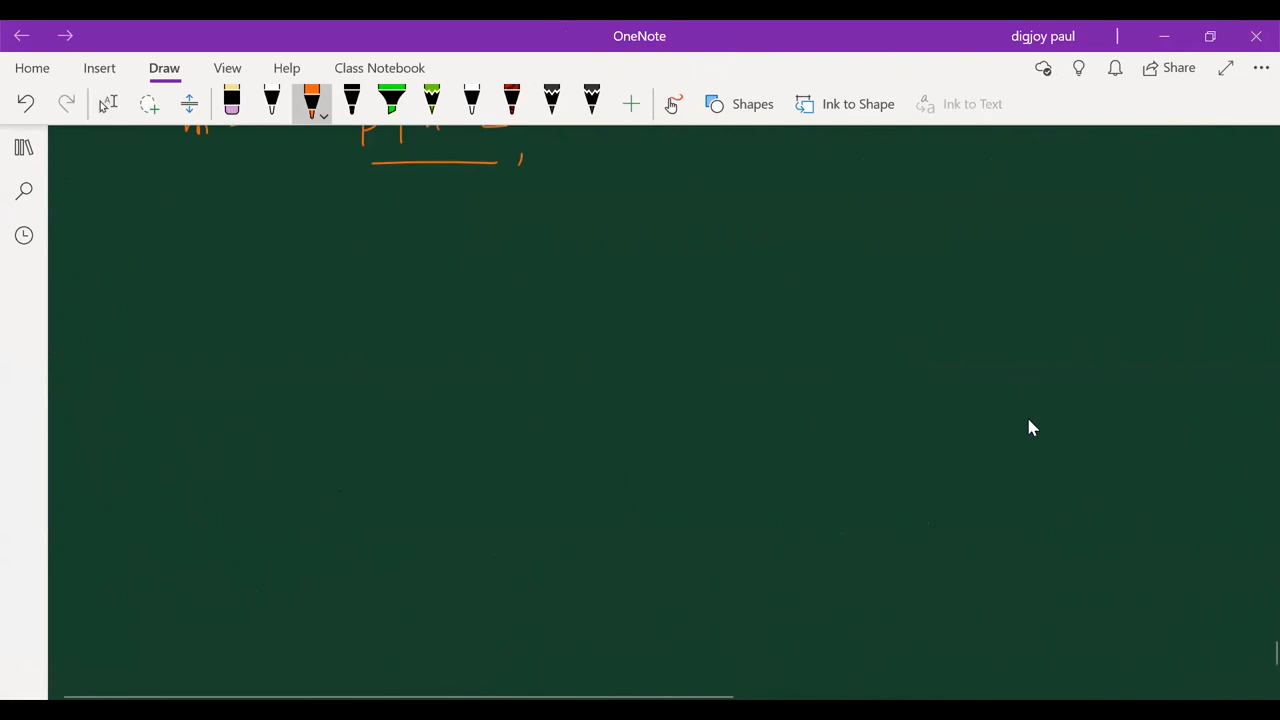 OneNote
digjoy paul
Home Insert Draw View Help Class Notebook
Share
Shapes Ink to Shape Ink to Text